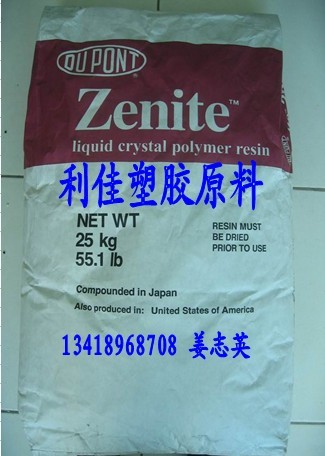 DUPONT
Zenite™
liquid crystal polymer resin
利佳塑胶原料
NET WT
25 kg
55.1 lb
RESIN MUST
BE DRIED
PRIOR TO USE
Compounded in Japan
Also produced in: United States of America
13418968708 姜志英